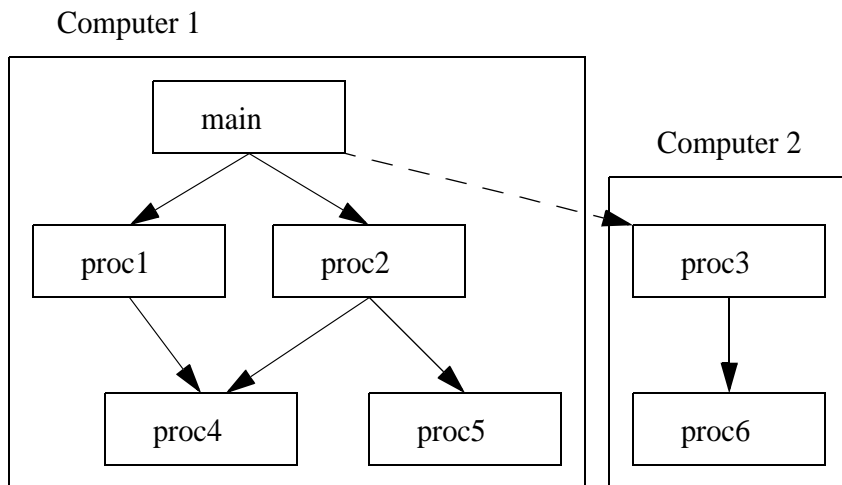 Computer 1
main
Computer 2
proc1
proc2
proc3
proc4
proc5
proc6